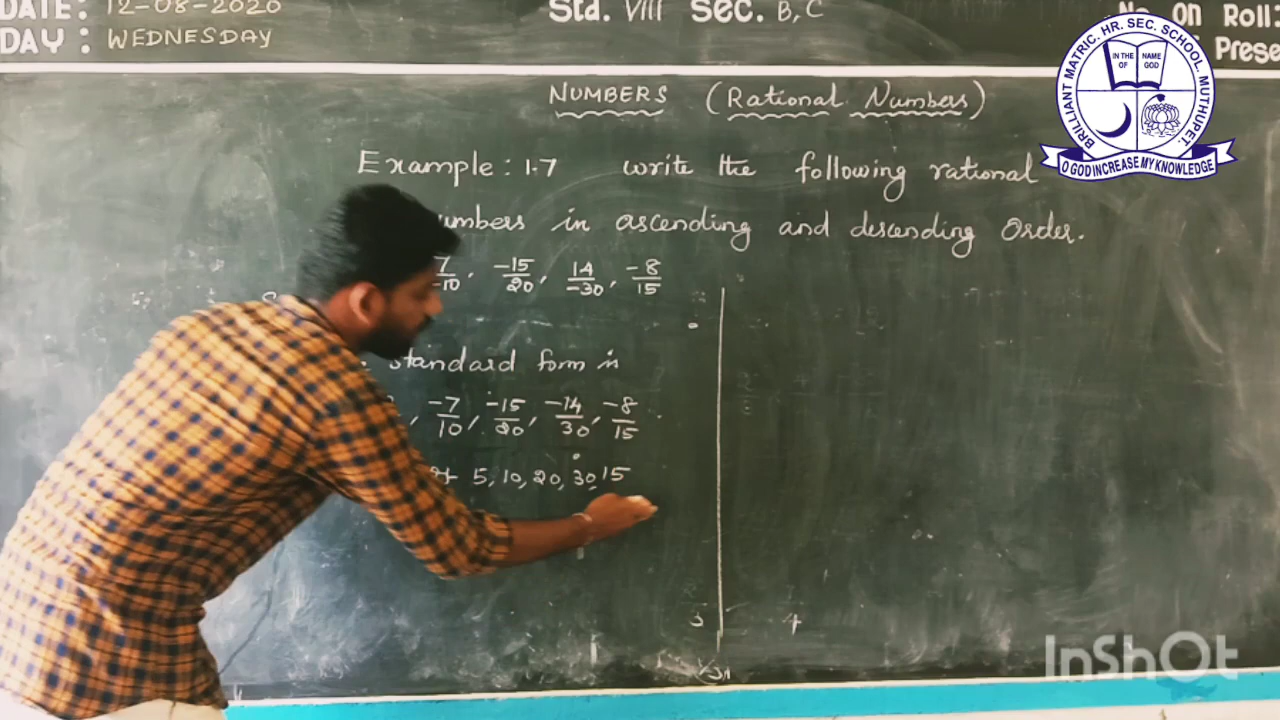 DATE: 12-08-2020 Std. VIII Sec. B, C No. On Roll:
DAY: WEDNESDAY Prese
NUMBERS (Rational Numbers)
Example: 1.7 write the following rational
umbers in ascending and descending Order.
7/-10, -15/20, 14/-30, -8/15
standard form is
, -7/10, -15/20, -14/30, -8/15.
5, 10, 20, 30, 15
BRILLIANT MATRIC. HR. SEC. SCHOOL. MUTHUPET.
IN THE NAME
OF GOD
O GOD INCREASE MY KNOWLEDGE
InShOt